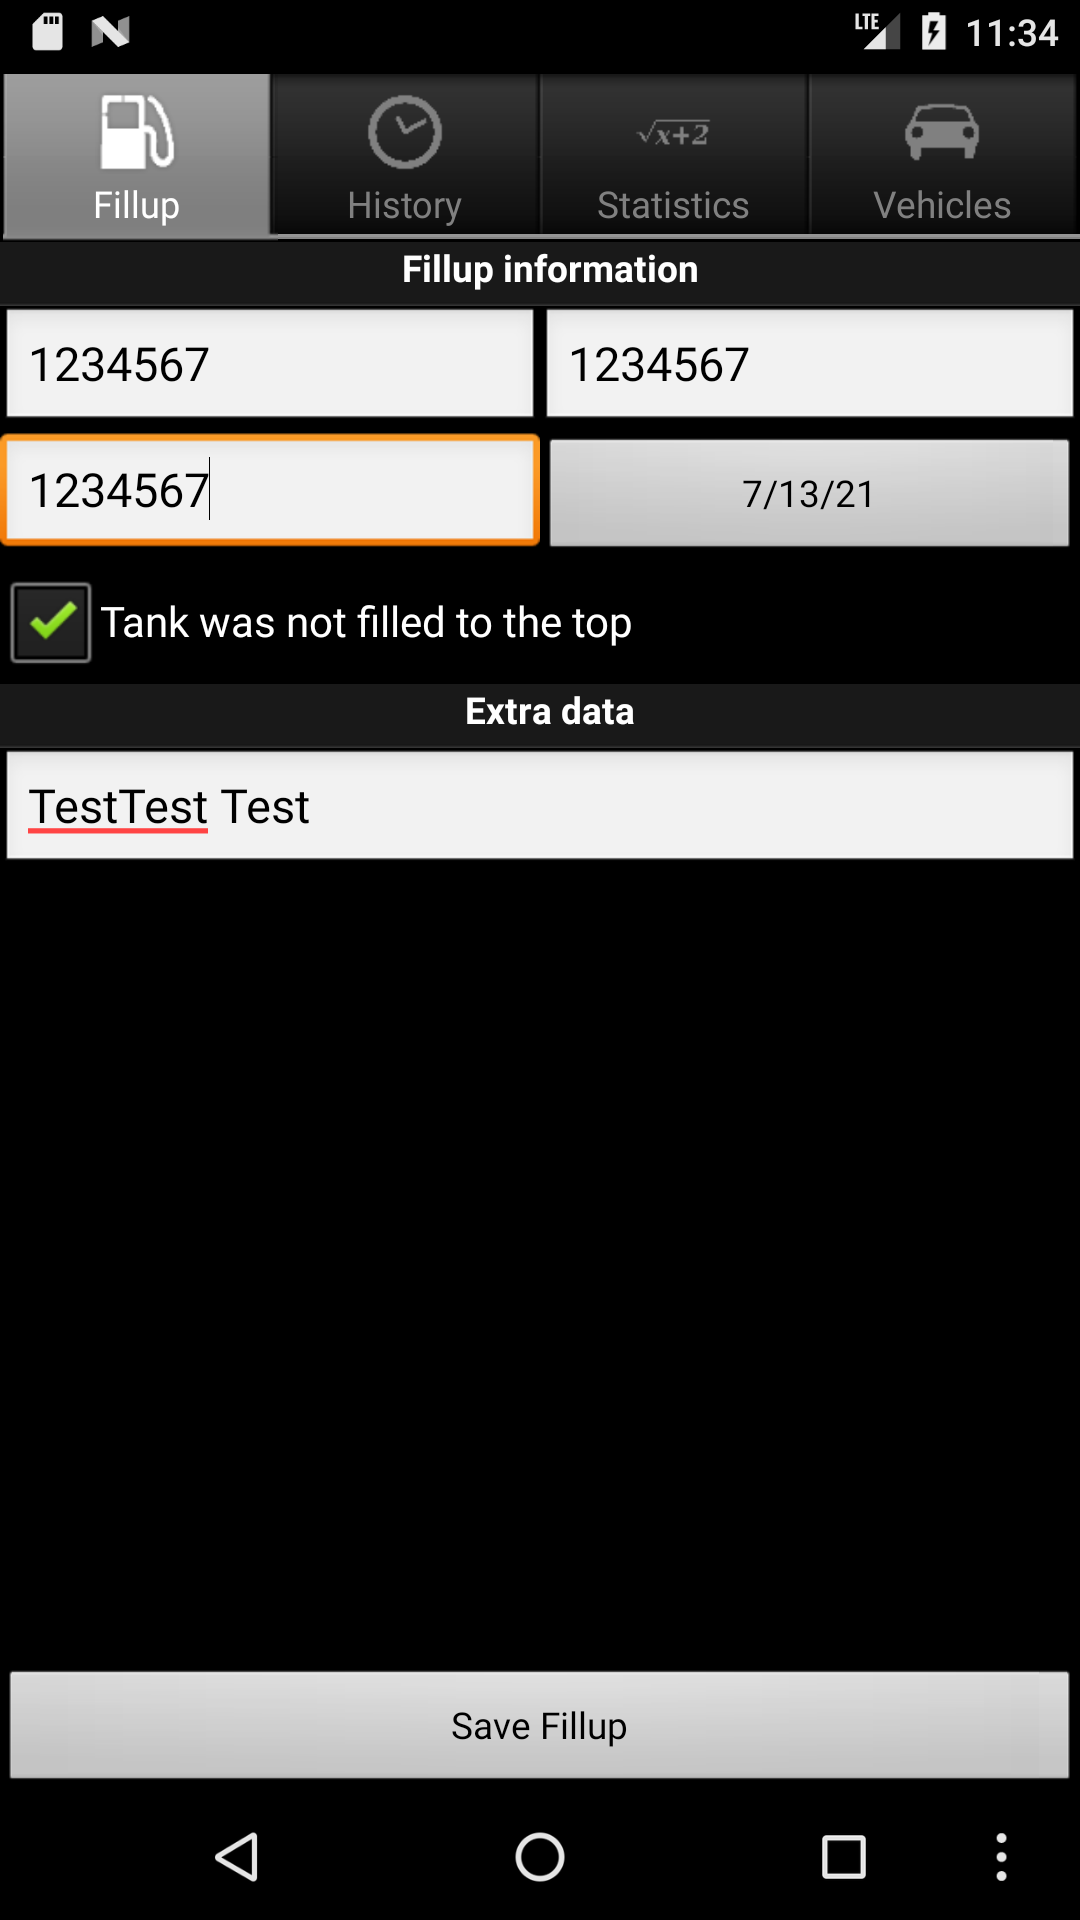 LTE 11:34
√x+2
Fillup History Statistics Vehicles
Fillup information
1234567 1234567
1234567 7/13/21
Tank was not filled to the top
Extra data
TestTest Test
Save Fillup